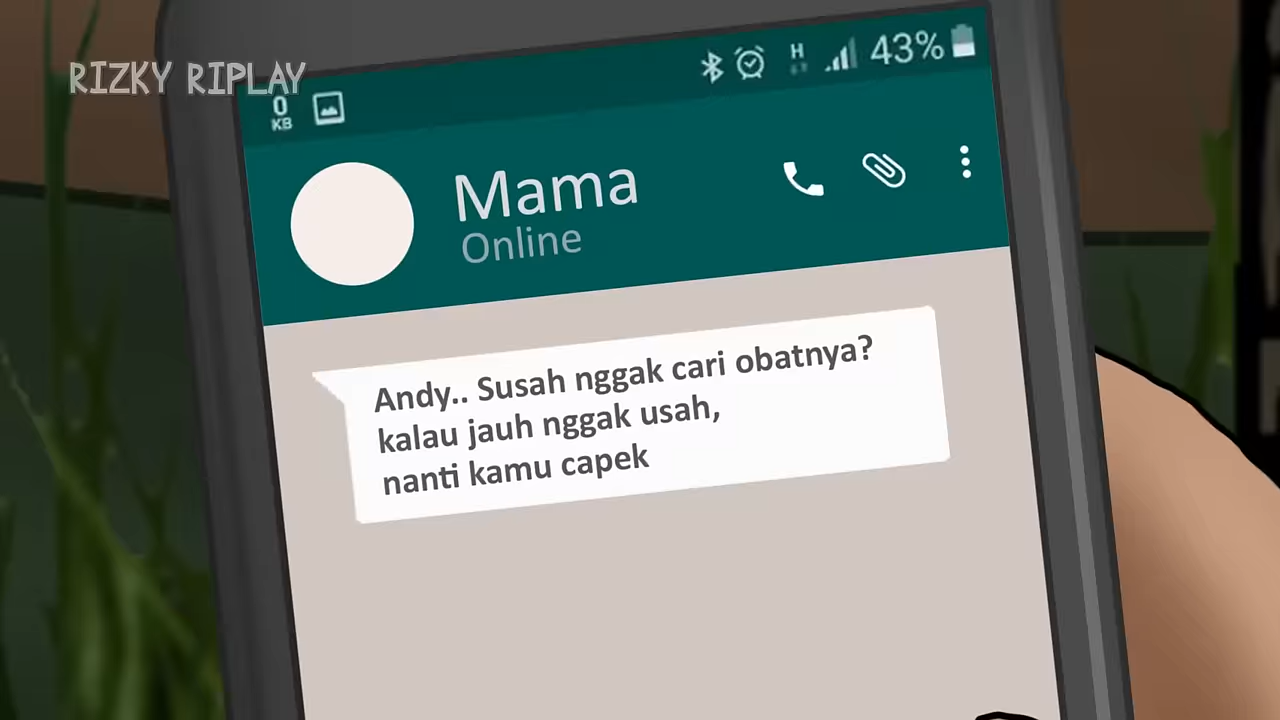 RIZKY RIPLAY
0 KB
H
43%
Mama
Online
Andy.. Susah nggak cari obatnya?
kalau jauh nggak usah,
nanti kamu capek